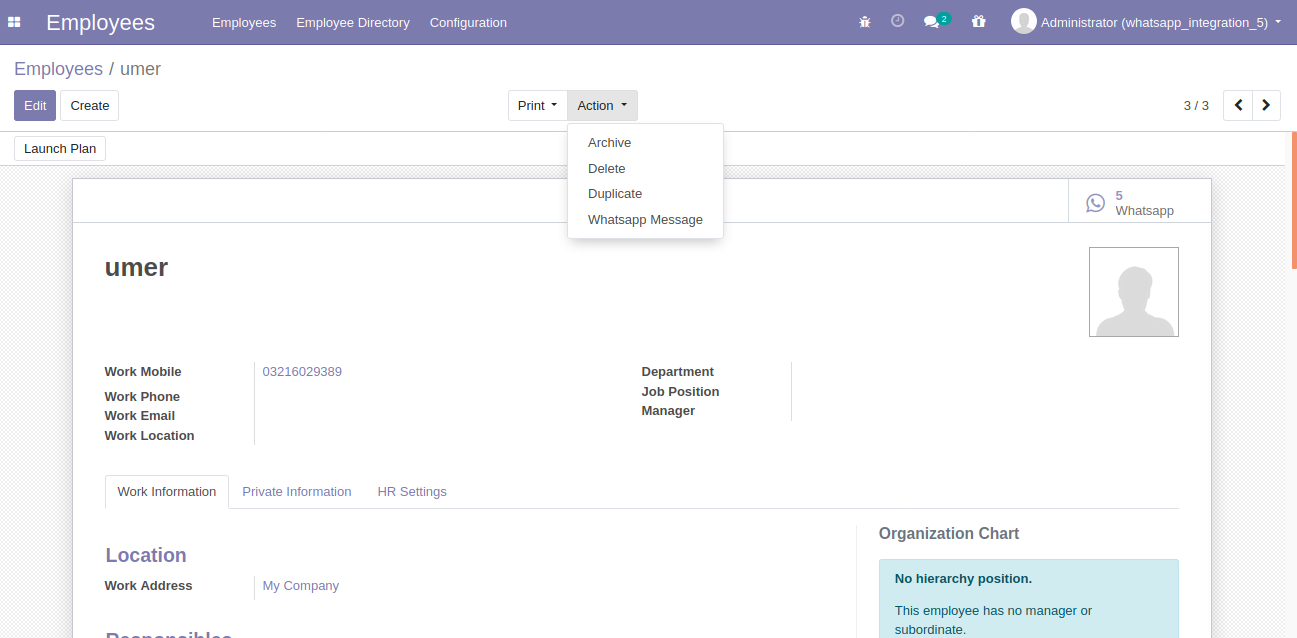 Employees Employees Employee Directory Configuration 2 Administrator (whatsapp_integration_5)
Employees / umer
Edit Create Print Action 3 / 3
Archive
Launch Plan
Delete
Duplicate
5
Whatsapp
Whatsapp Message
umer
Work Mobile 03216029389 Department
Work Phone Job Position
Work Email Manager
Work Location
Work Information Private Information HR Settings
Organization Chart
Location
No hierarchy position.
Work Address My Company
This employee has no manager or
subordinate.
Responsibles